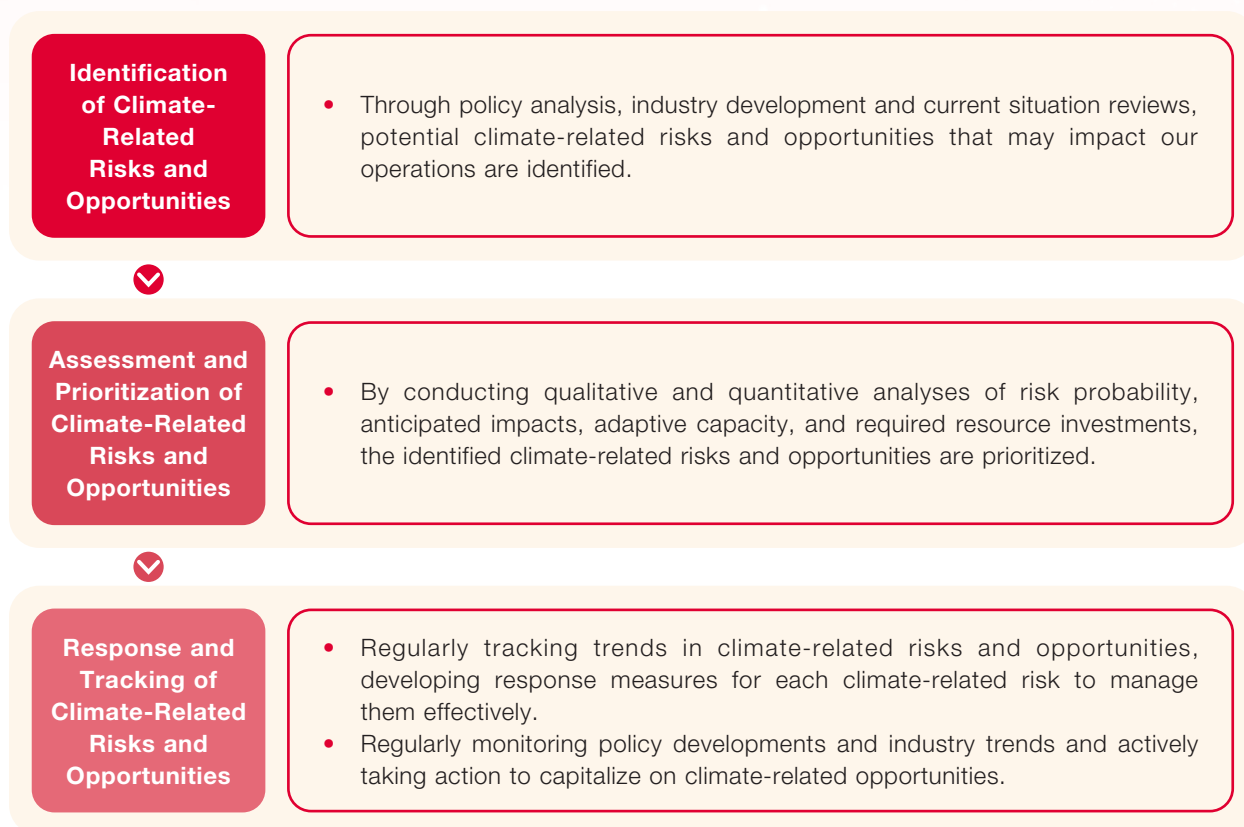 Identification
of Climate-
Related
Risks and
Opportunities
• Through policy analysis, industry development and current situation reviews,
potential climate-related risks and opportunities that may impact our
operations are identified.
Assessment and
Prioritization of
Climate-Related
Risks and
Opportunities
• By conducting qualitative and quantitative analyses of risk probability,
anticipated impacts, adaptive capacity, and required resource investments,
the identified climate-related risks and opportunities are prioritized.
Response and
Tracking of
Climate-Related
Risks and
Opportunities
• Regularly tracking trends in climate-related risks and opportunities,
developing response measures for each climate-related risk to manage
them effectively.
• Regularly monitoring policy developments and industry trends and actively
taking action to capitalize on climate-related opportunities.